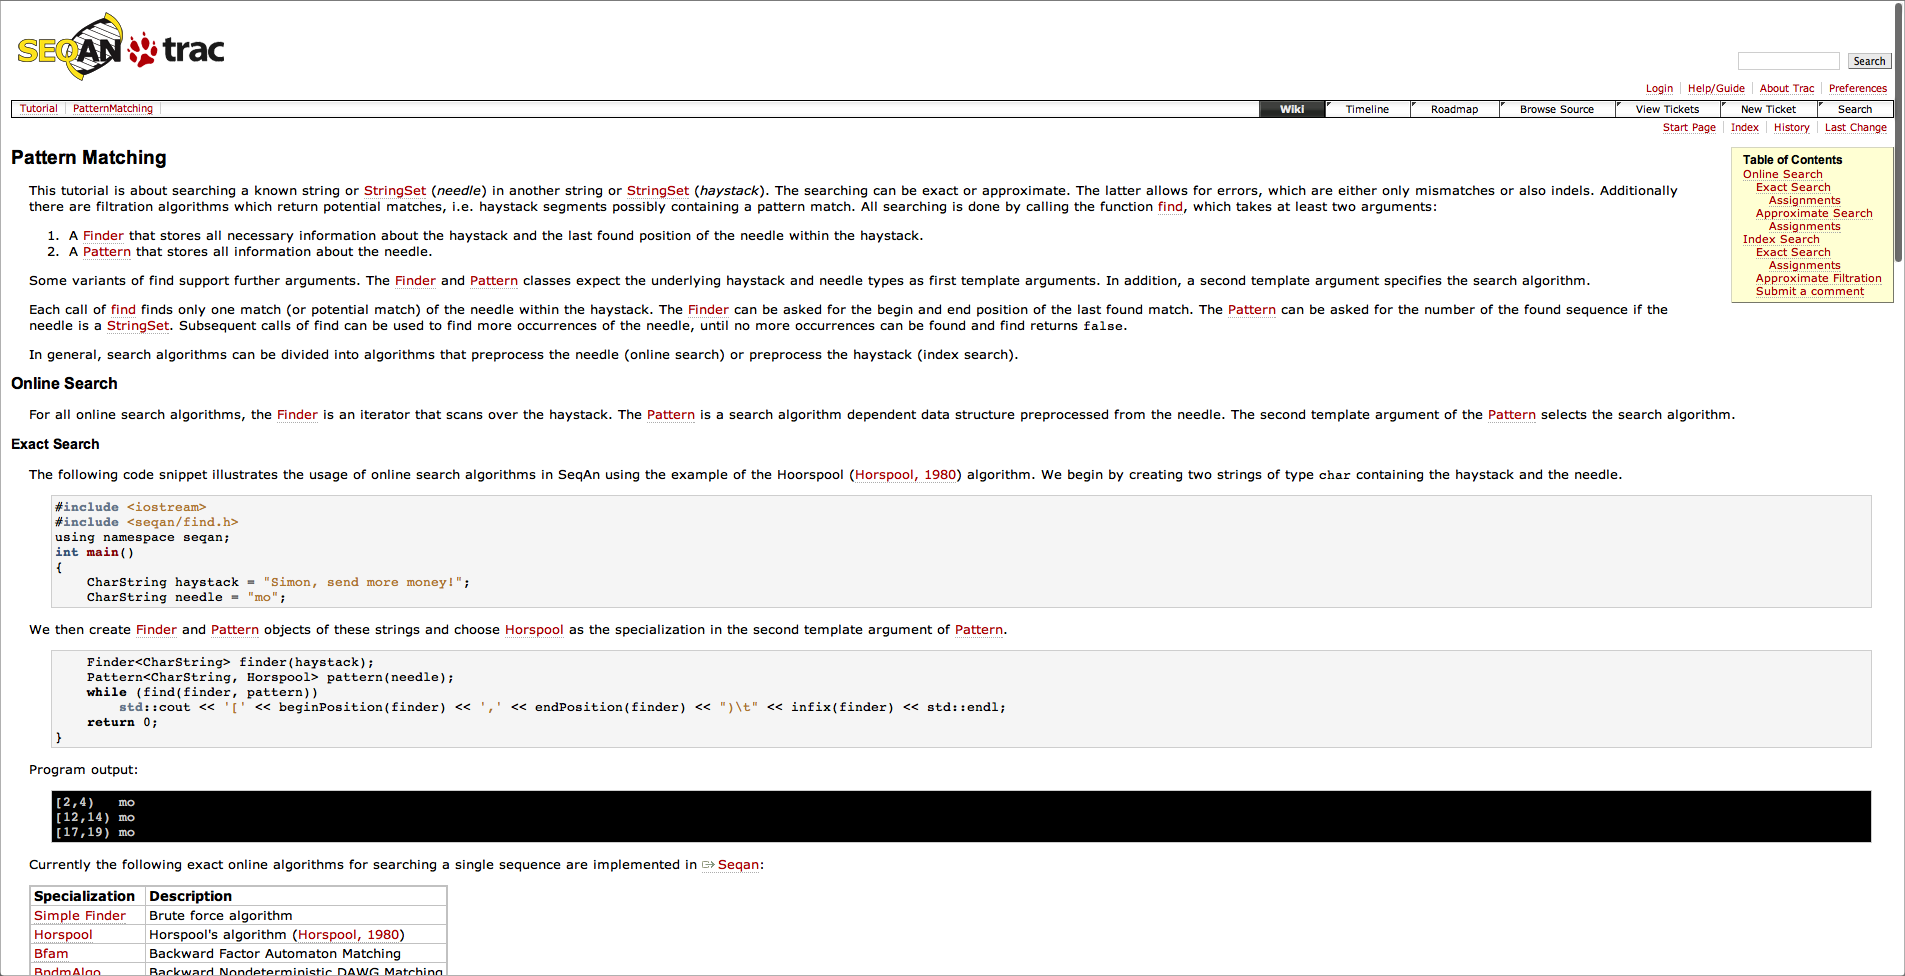 SEQAN trac
Search
Login Help/Guide About Trac Preferences
Tutorial PatternMatching Wiki Timeline Roadmap Browse Source View Tickets New Ticket Search
Start Page Index History Last Change
Pattern Matching
Table of Contents
Online Search
Exact Search
Assignments
Approximate Search
Assignments
Index Search
Exact Search
Assignments
Approximate Filtration
Submit a comment
This tutorial is about searching a known string or StringSet (needle) in another string or StringSet (haystack). The searching can be exact or approximate. The latter allows for errors, which are either only mismatches or also indels. Additionally
there are filtration algorithms which return potential matches, i.e. haystack segments possibly containing a pattern match. All searching is done by calling the function find, which takes at least two arguments:
1. A Finder that stores all necessary information about the haystack and the last found position of the needle within the haystack.
2. A Pattern that stores all information about the needle.
Some variants of find support further arguments. The Finder and Pattern classes expect the underlying haystack and needle types as first template arguments. In addition, a second template argument specifies the search algorithm.
Each call of find finds only one match (or potential match) of the needle within the haystack. The Finder can be asked for the begin and end position of the last found match. The Pattern can be asked for the number of the found sequence if the
needle is a StringSet. Subsequent calls of find can be used to find more occurrences of the needle, until no more occurrences can be found and find returns false.
In general, search algorithms can be divided into algorithms that preprocess the needle (online search) or preprocess the haystack (index search).
Online Search
For all online search algorithms, the Finder is an iterator that scans over the haystack. The Pattern is a search algorithm dependent data structure preprocessed from the needle. The second template argument of the Pattern selects the search algorithm.
Exact Search
The following code snippet illustrates the usage of online search algorithms in SeqAn using the example of the Hoorspool (Horspool, 1980) algorithm. We begin by creating two strings of type char containing the haystack and the needle.
#include <iostream>
#include <seqan/find.h>
using namespace seqan;
int main()
{
CharString haystack = "Simon, send more money!";
CharString needle = "mo";
We then create Finder and Pattern objects of these strings and choose Horspool as the specialization in the second template argument of Pattern.
Finder<CharString> finder(haystack);
Pattern<CharString, Horspool> pattern(needle);
while (find(finder, pattern))
std::cout << '[' << beginPosition(finder) << ',' << endPosition(finder) << ")\t" << infix(finder) << std::endl;
return 0;
}
Program output:
[2,4) mo
[12,14) mo
[17,19) mo
Currently the following exact online algorithms for searching a single sequence are implemented in Seqan:
Specialization Description
Simple Finder Brute force algorithm
Horspool Horspool's algorithm (Horspool, 1980)
Bfam Backward Factor Automaton Matching
BndmAlgo Backward Nondeterministic DAWG Matching